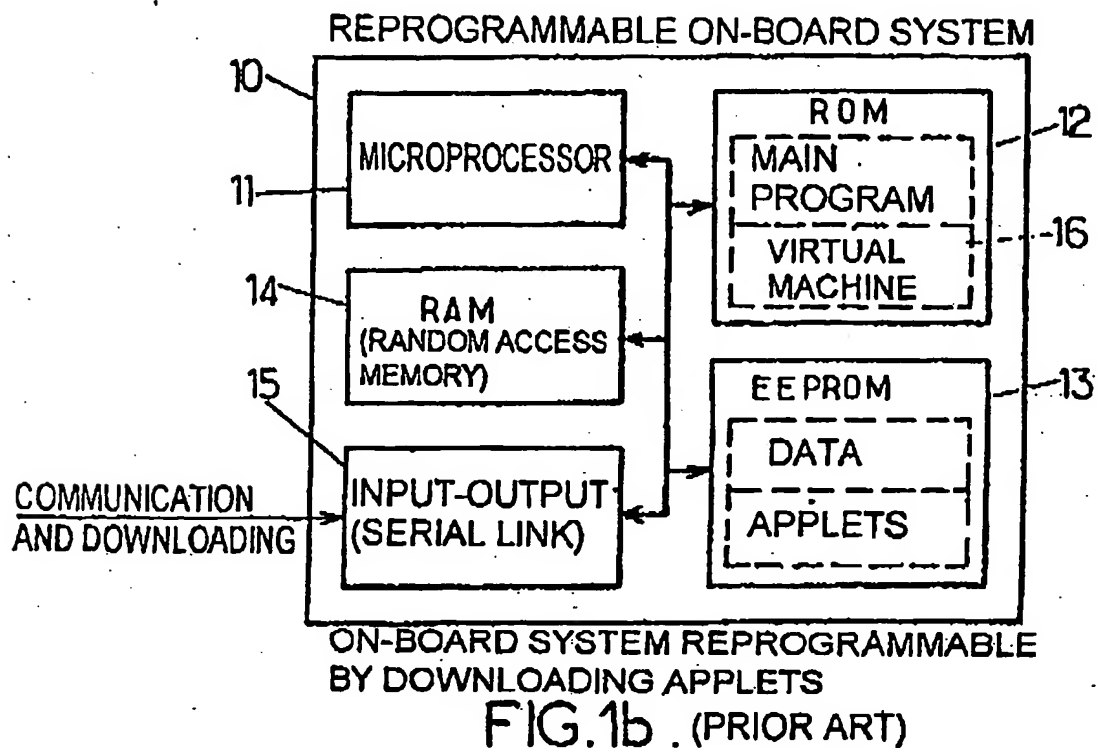 REPROGRAMMABLE ON-BOARD SYSTEM
10
MICROPROCESSOR
11
ROM
12
MAIN
PROGRAM
VIRTUAL
MACHINE
16
14
RAM
(RANDOM ACCESS
MEMORY)
EEPROM
13
DATA
APPLETS
15
INPUT-OUTPUT
(SERIAL LINK)
COMMUNICATION
AND DOWNLOADING
ON-BOARD SYSTEM REPROGRAMMABLE
BY DOWNLOADING APPLETS
FIG.1b. (PRIOR ART)